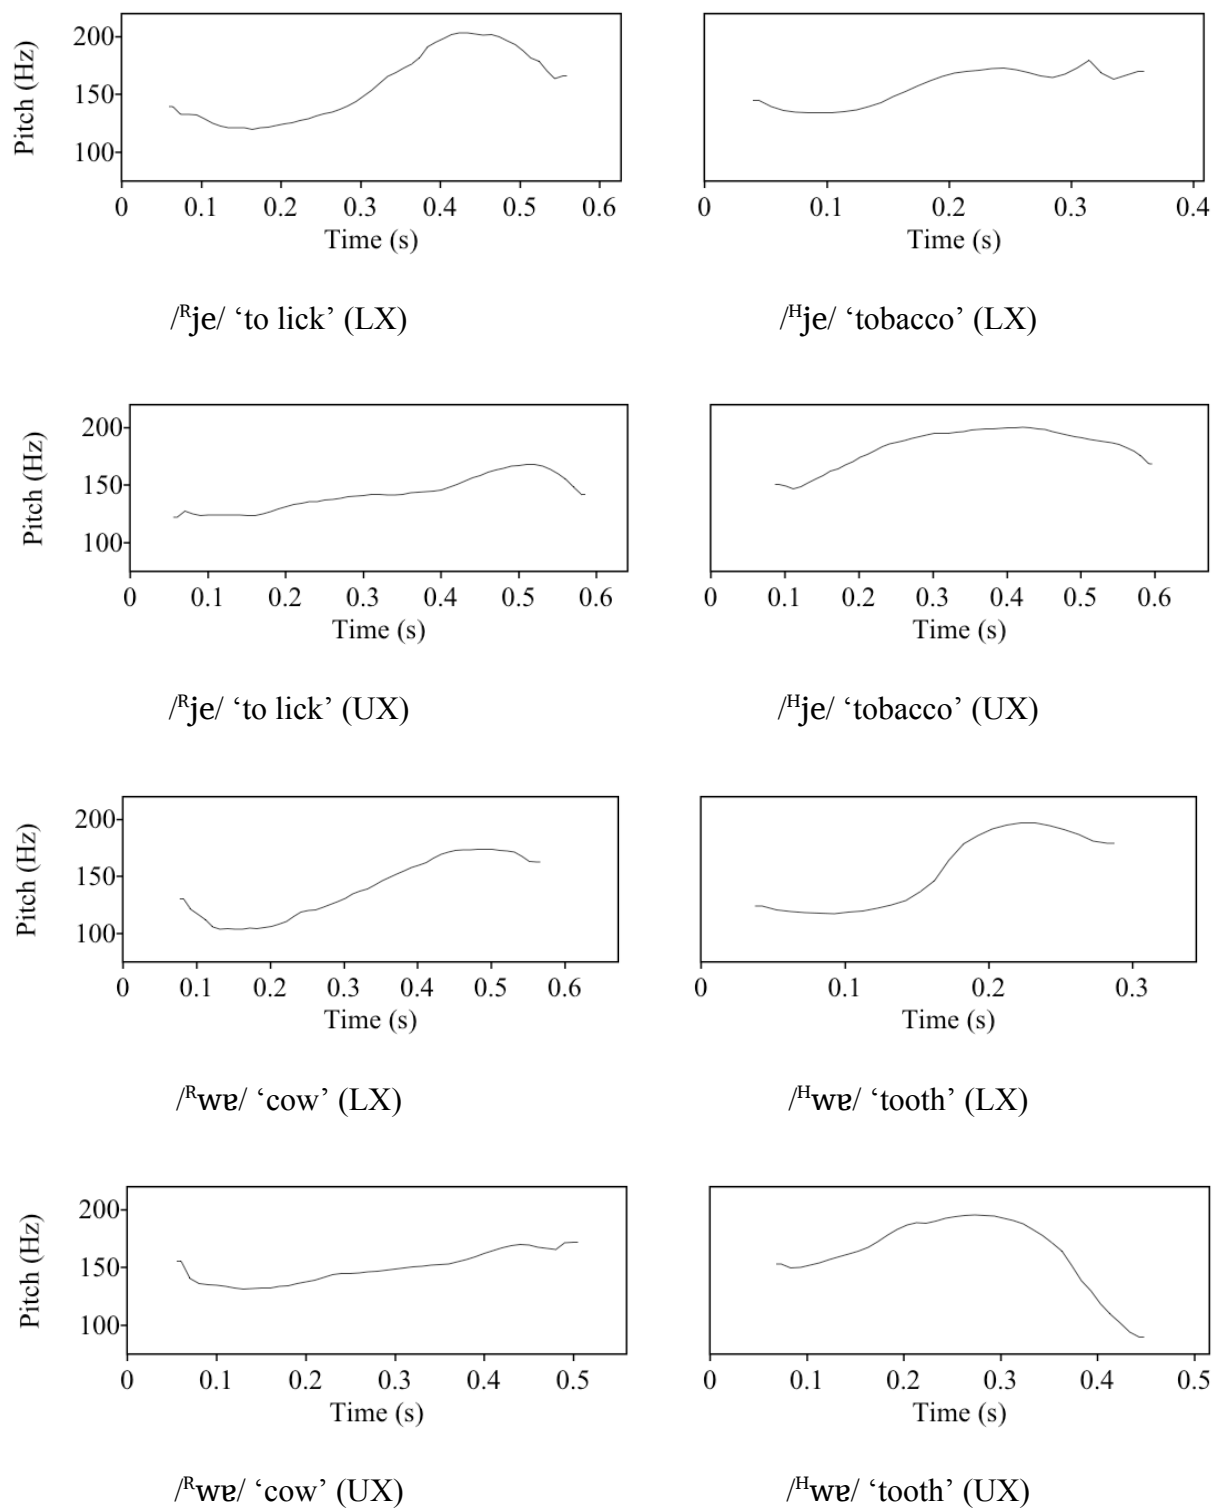 Pitch (Hz)
200
150
100
0 0.1 0.2 0.3 0.4 0.5 0.6
Time (s)
/ᴿje/ ‘to lick’ (LX)
0 0.1 0.2 0.3 0.4
Time (s)
/ᴴje/ ‘tobacco’ (LX)
Pitch (Hz)
200
150
100
0 0.1 0.2 0.3 0.4 0.5 0.6
Time (s)
/ᴿje/ ‘to lick’ (UX)
0 0.1 0.2 0.3 0.4 0.5 0.6
Time (s)
/ᴴje/ ‘tobacco’ (UX)
Pitch (Hz)
200
150
100
0 0.1 0.2 0.3 0.4 0.5 0.6
Time (s)
/ᴿwɐ/ ‘cow’ (LX)
0 0.1 0.2 0.3
Time (s)
/ᴴwɐ/ ‘tooth’ (LX)
Pitch (Hz)
200
150
100
0 0.1 0.2 0.3 0.4 0.5
Time (s)
/ᴿwɐ/ ‘cow’ (UX)
0 0.1 0.2 0.3 0.4 0.5
Time (s)
/ᴴwɐ/ ‘tooth’ (UX)